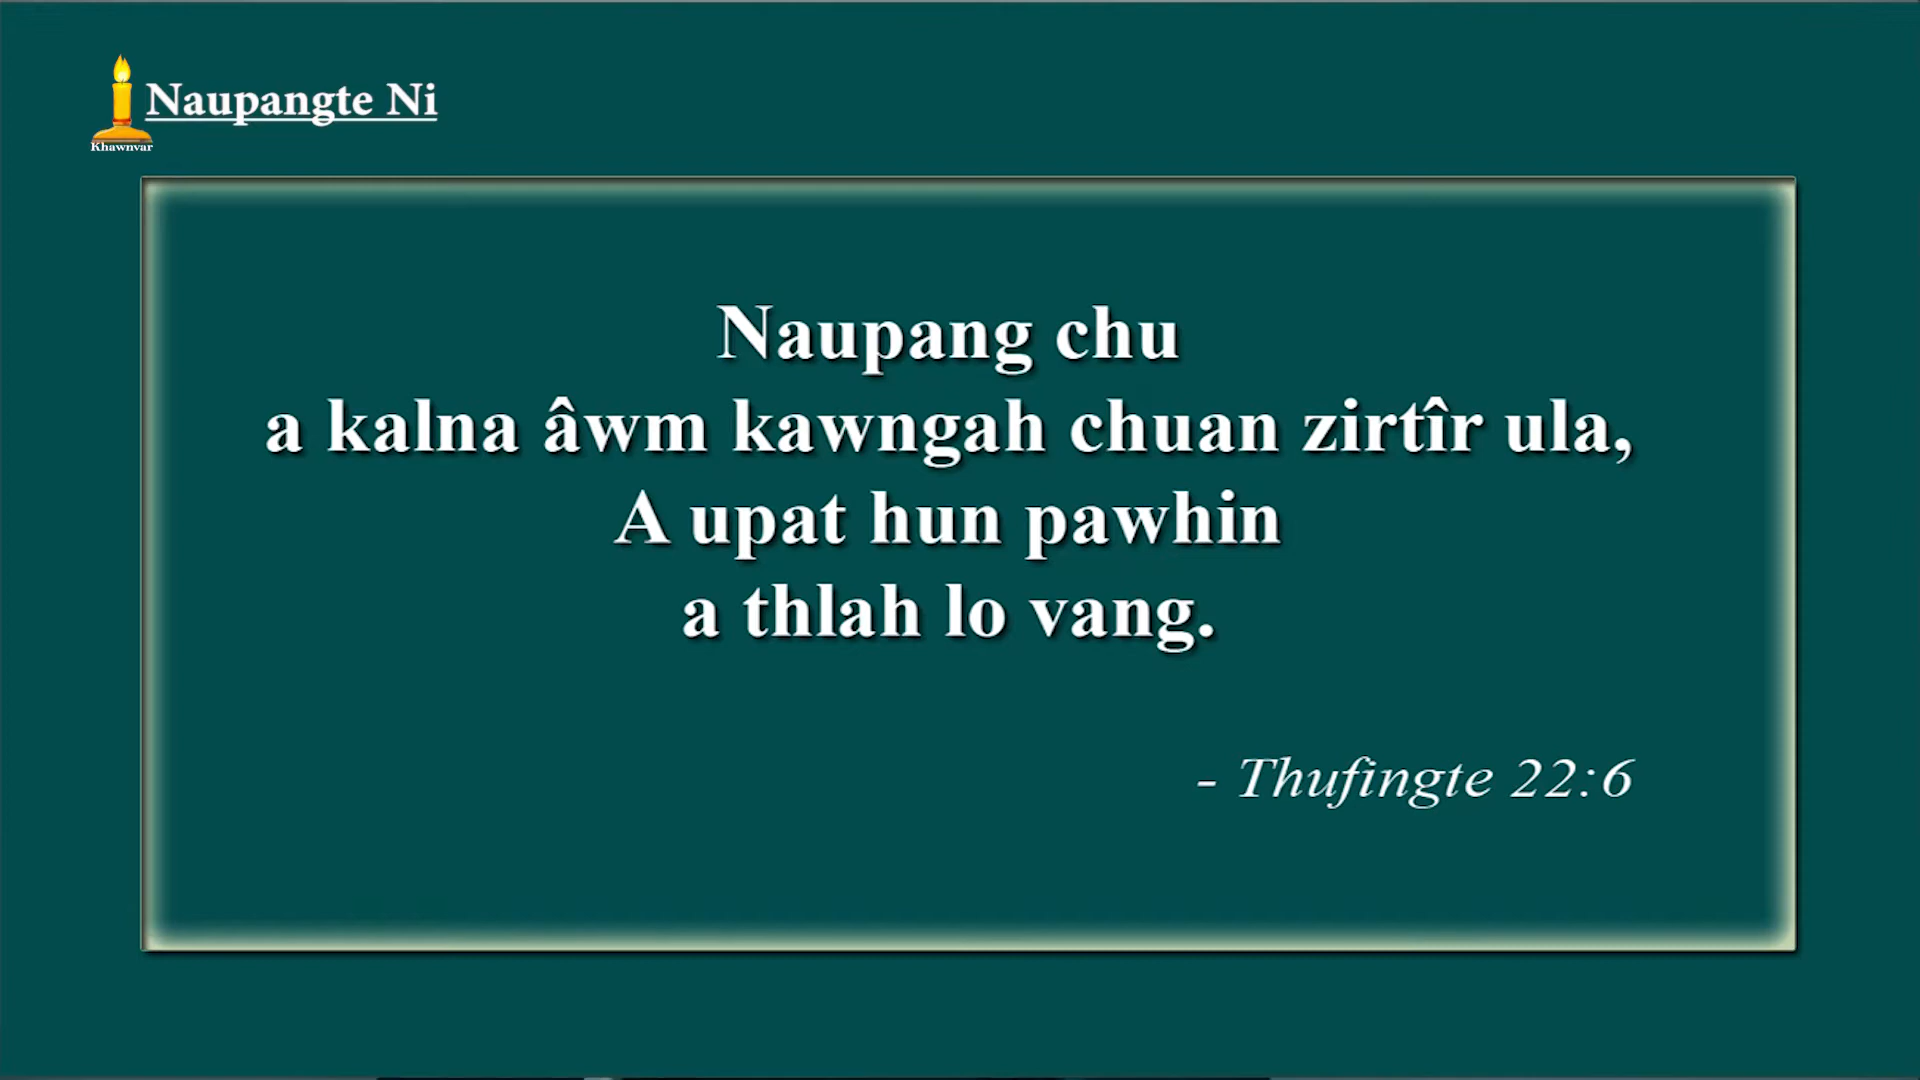 Naupangte Ni
Khawnvar
Naupang chu
a kalna âwm kawngah chuan zirtîr ula,
A upat hun pawhin
a thlah lo vang.
- Thufingte 22:6